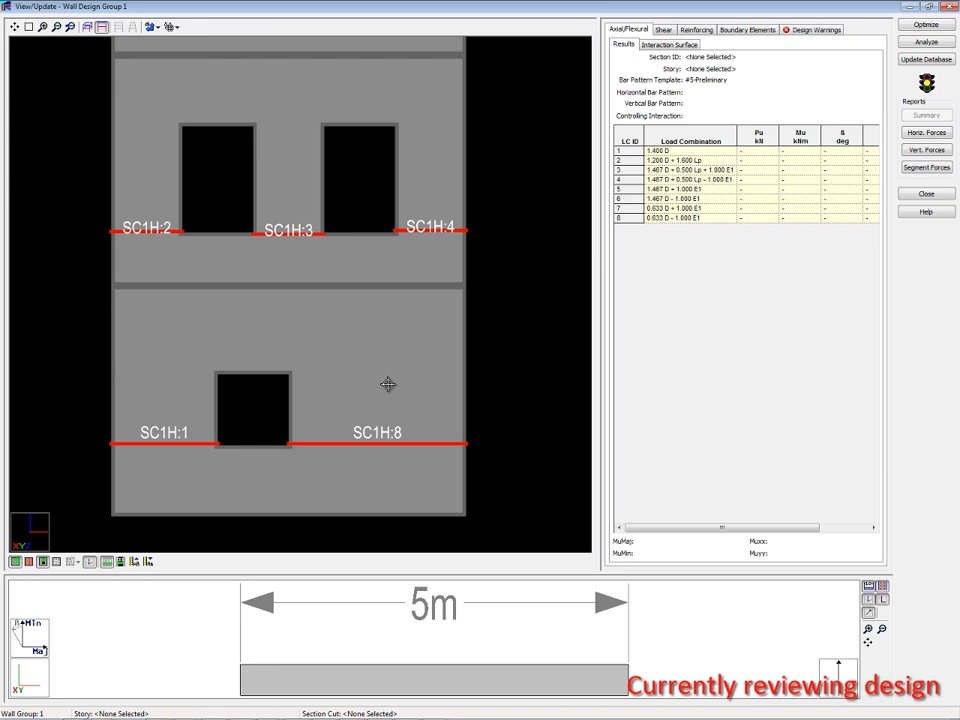 View/Update - Wall Design Group 1
Axial/Flexural
Shear
Reinforcing
Boundary Elements
Design Warnings
Results
Interaction Surface
Section ID: <None Selected>
Story: <None Selected>
Bar Pattern Template: #5-Preliminary
Horizontal Bar Pattern:
Vertical Bar Pattern:
Controlling Interaction:
LC ID Load Combination Pu kN Mu kNm ß deg
1 1.400 D - - -
2 1.200 D + 1.600 Lp - - -
3 1.467 D + 0.500 Lp + 1.000 E1 - - -
4 1.467 D + 0.500 Lp - 1.000 E1 - - -
5 1.467 D + 1.000 E1 - - -
6 1.467 D - 1.000 E1 - - -
7 0.633 D + 1.000 E1 - - -
8 0.633 D - 1.000 E1 - - -
MuMaj: Muxx:
MuMin: Muyy:
Optimize
Analyze
Update Database
Reports
Summary
Horiz. Forces
Vert. Forces
Segment Forces
Close
Help
SC1H:2
SC1H:3
SC1H:4
SC1H:1
SC1H:8
XYZ
5m
Min
Maj
XY
Currently reviewing design
Wall Group: 1
Story: <None Selected>
Section Cut: <None Selected>